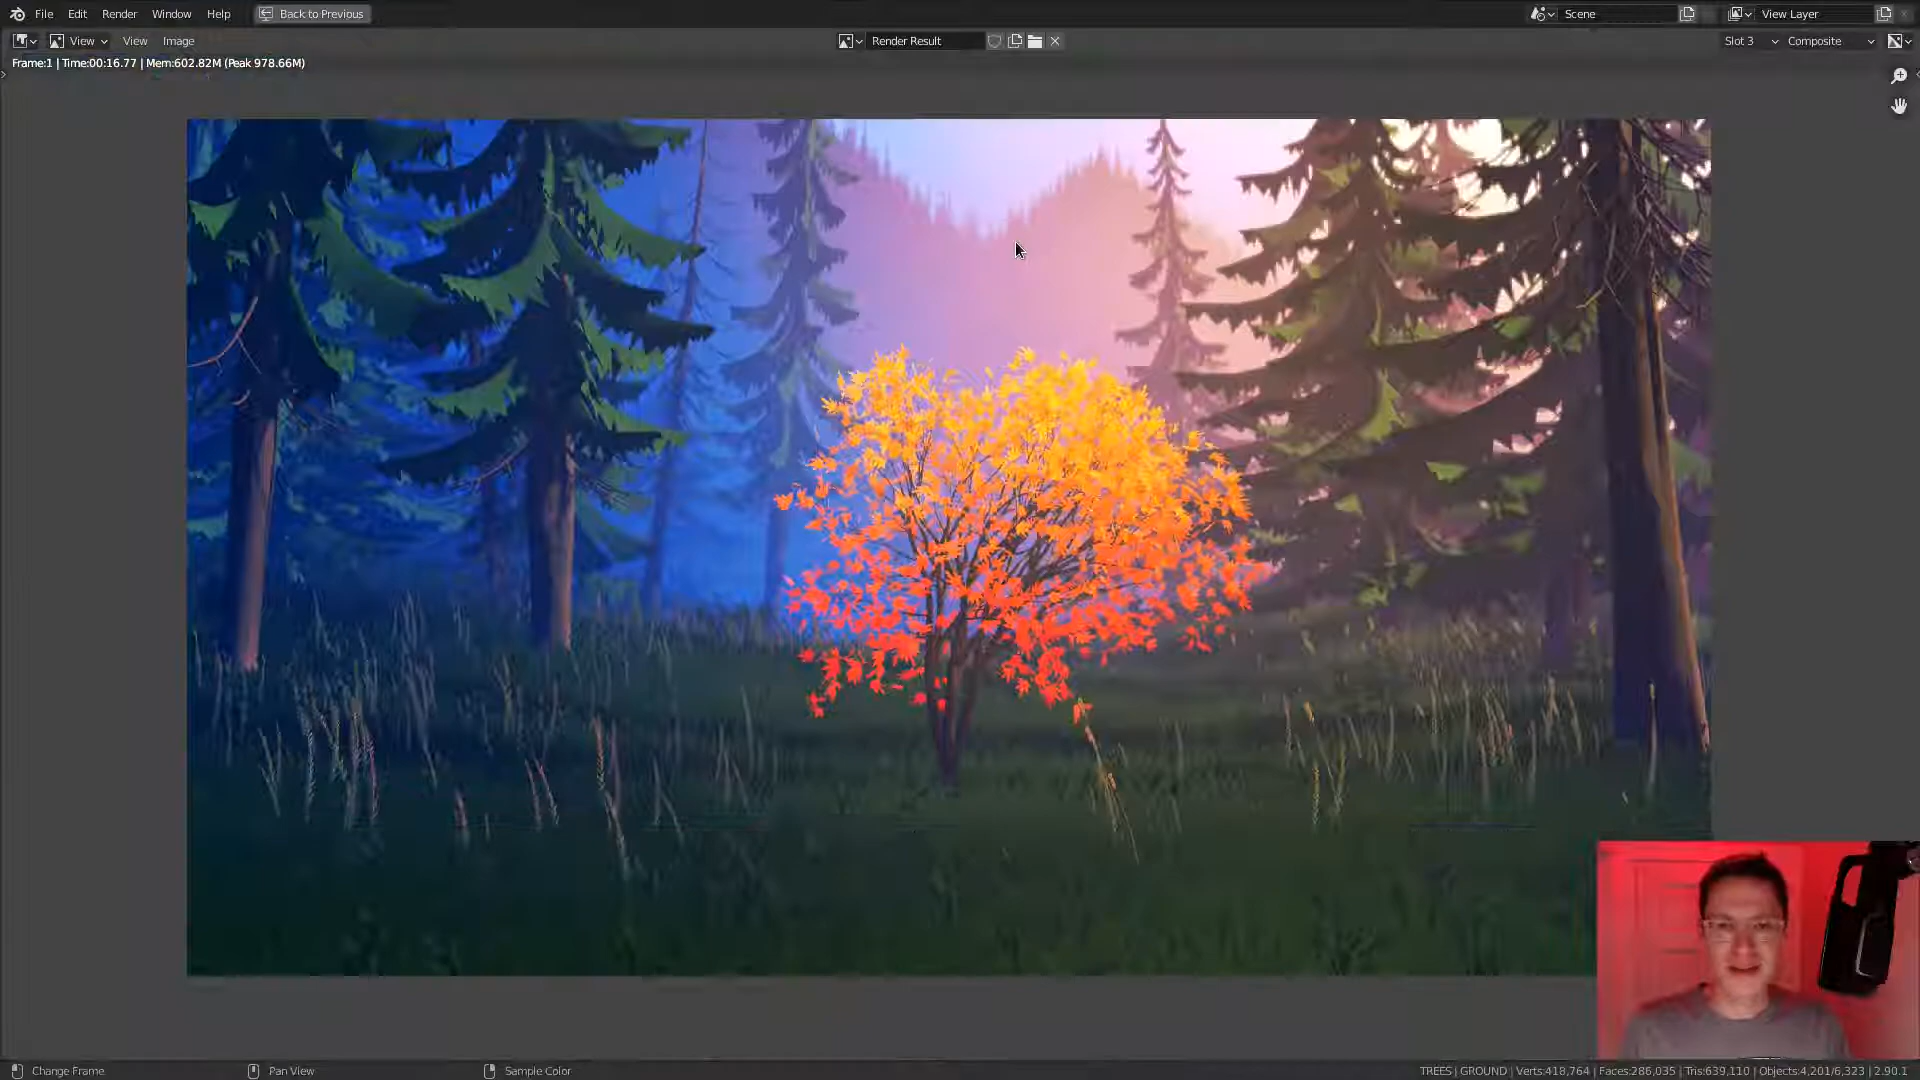 File Edit Render Window Help Back to Previous Scene View Layer
View View Image Render Result Slot 3 Composite
Frame:1 | Time:00:16.77 | Mem:602.82M (Peak 978.66M)
Change Frame Pan View Sample Color TREES | GROUND | Verts:418,764 | Faces:286,035 | Tris:639,110 | Objects:4,201/6,323 | 2.90.1